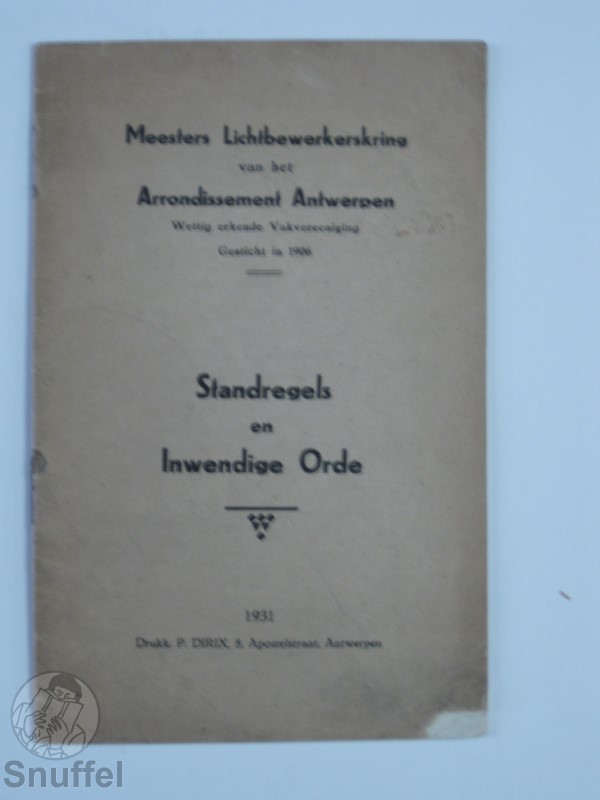 Meesters Lichtbewerkerskring
van het
Arrondissement Antwerpen
Wettig erkende Vakvereeniging
Gesticht in 1906
Standregels
en
Inwendige Orde
1931
Drukk. P. DIRIX, 8, Apostelstraat, Antwerpen
Snuffel